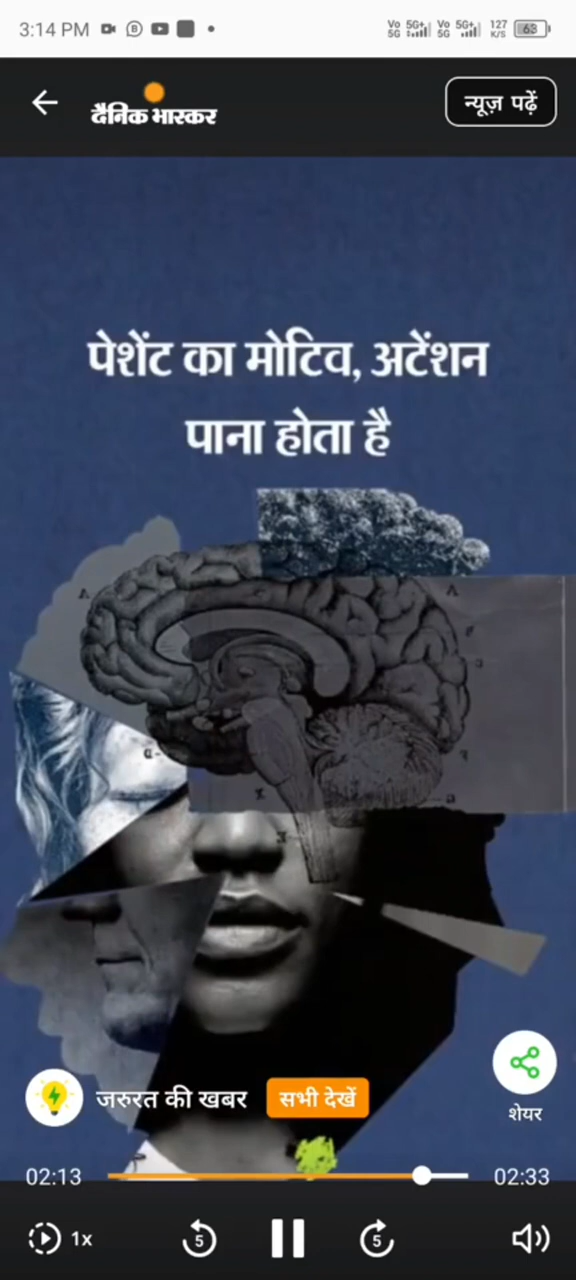 3:14 PM
Vo 5G 5G+ Vo 5G 5G+ 127 K/S 63
दैनिक भास्कर
न्यूज़ पढ़ें
पेशेंट का मोटिव, अटेंशन
पाना होता है
जरुरत की खबर
सभी देखें
शेयर
02:13
02:33
1x
5
5